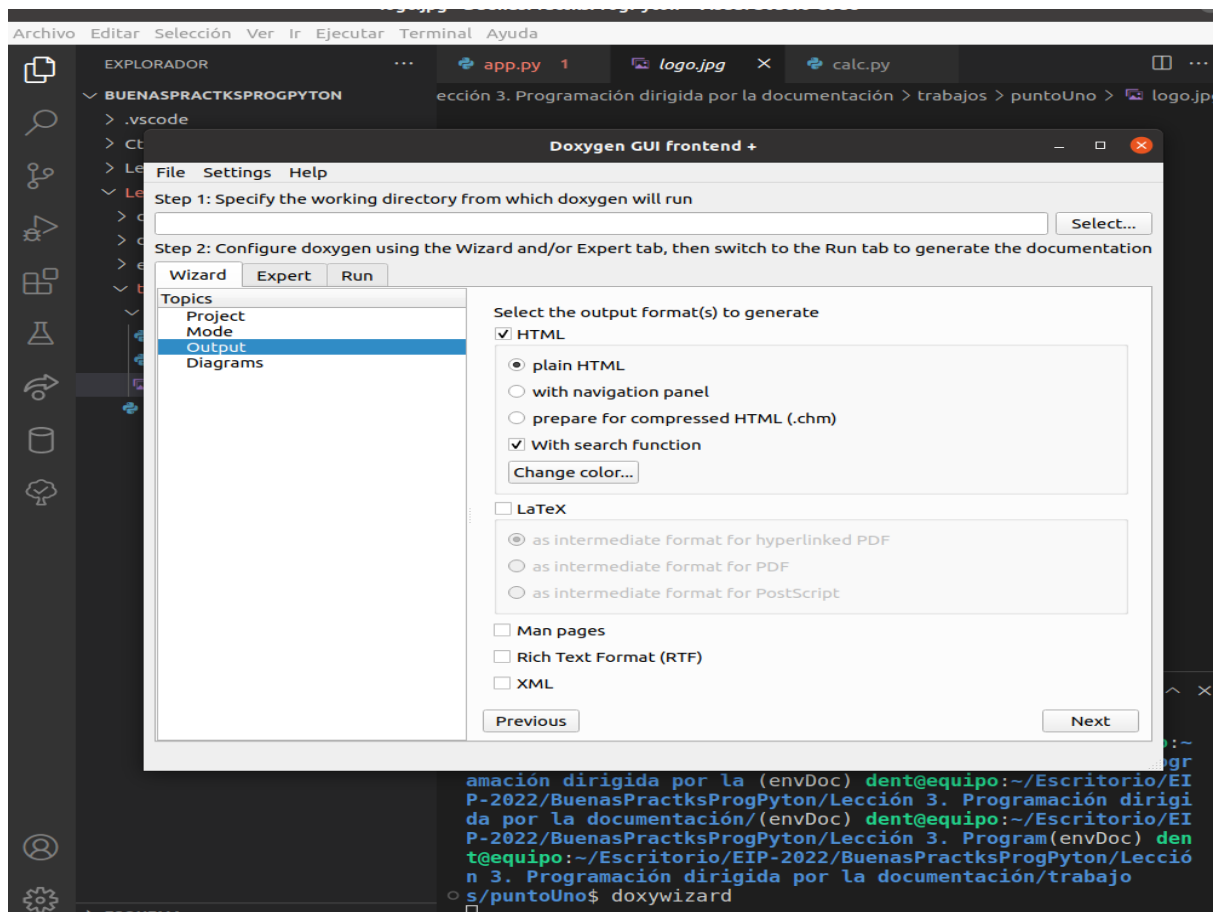 Archivo Editar Selección Ver Ir Ejecutar Terminal Ayuda
EXPLORADOR ...
app.py 1
logo.jpg ×
calc.py
...
BUENASPRACTKSPROGPYTON
ección 3. Programación dirigida por la documentación > trabajos > puntoUno > logo.jp
> .vscode
> Ct
> Le
Le
Doxygen GUI frontend +
File Settings Help
Step 1: Specify the working directory from which doxygen will run
Select...
Step 2: Configure doxygen using the Wizard and/or Expert tab, then switch to the Run tab to generate the documentation
Wizard Expert Run
Topics
Project
Mode
Output
Diagrams
Select the output format(s) to generate
HTML
plain HTML
with navigation panel
prepare for compressed HTML (.chm)
With search function
Change color...
LaTeX
as intermediate format for hyperlinked PDF
as intermediate format for PDF
as intermediate format for PostScript
Man pages
Rich Text Format (RTF)
XML
Previous Next
:~
ogr
amación dirigida por la (envDoc) dent@equipo:~/Escritorio/EI
P-2022/BuenasPractksProgPyton/Lección 3. Programación dirigi
da por la documentación/(envDoc) dent@equipo:~/Escritorio/EI
P-2022/BuenasPractksProgPyton/Lección 3. Program(envDoc) den
t@equipo:~/Escritorio/EIP-2022/BuenasPractksProgPyton/Lecció
n 3. Programación dirigida por la documentación/trabajo
s/puntoUno$ doxywizard